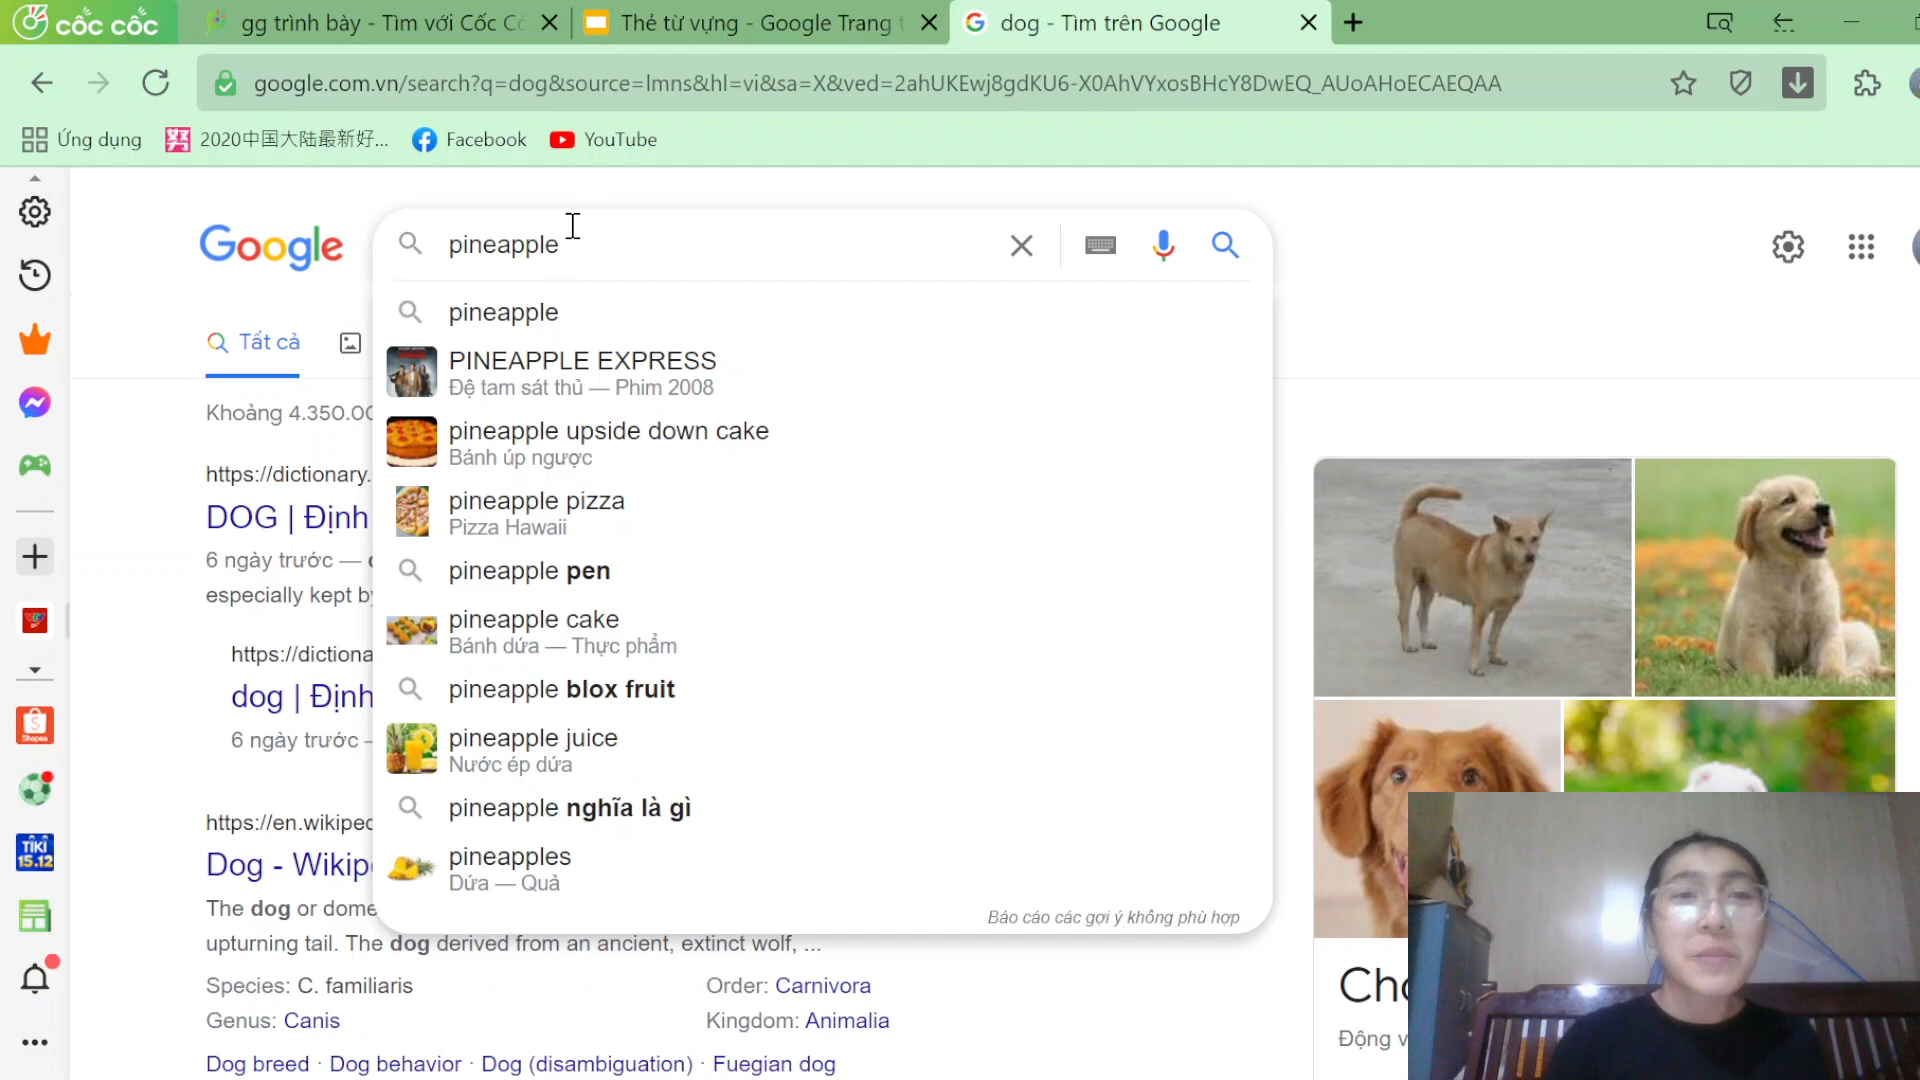 cốc cốc
gg trình bày - Tìm với Cốc Cố
Thẻ từ vựng - Google Trang t
dog - Tìm trên Google
google.com.vn/search?q=dog&source=lmns&hl=vi&sa=X&ved=2ahUKEwj8gdKU6-X0AhVYxosBHcY8DwEQ_AUoAHoECAEQAA
Ứng dụng
2020中国大陆最新好...
Facebook
YouTube
Google
pineapple
pineapple
PINEAPPLE EXPRESS
Đệ tam sát thủ — Phim 2008
pineapple upside down cake
Bánh úp ngược
pineapple pizza
Pizza Hawaii
pineapple pen
pineapple cake
Bánh dứa — Thực phẩm
pineapple blox fruit
pineapple juice
Nước ép dứa
pineapple nghĩa là gì
pineapples
Dứa — Quả
Báo cáo các gợi ý không phù hợp
Tất cả
Khoảng 4.350.00
https://dictionary.
DOG | Định
6 ngày trước —
especially kept by
https://dictiona
dog | Định
6 ngày trước –
https://en.wikipec
Dog - Wikipe
The dog or dome
upturning tail. The dog derived from an ancient, extinct wolf, ...
Species: C. familiaris
Order: Carnivora
Genus: Canis
Kingdom: Animalia
Dog breed · Dog behavior · Dog (disambiguation) · Fuegian dog
Chó
Động v
VTV
go
Shopee
TIKI
15.12